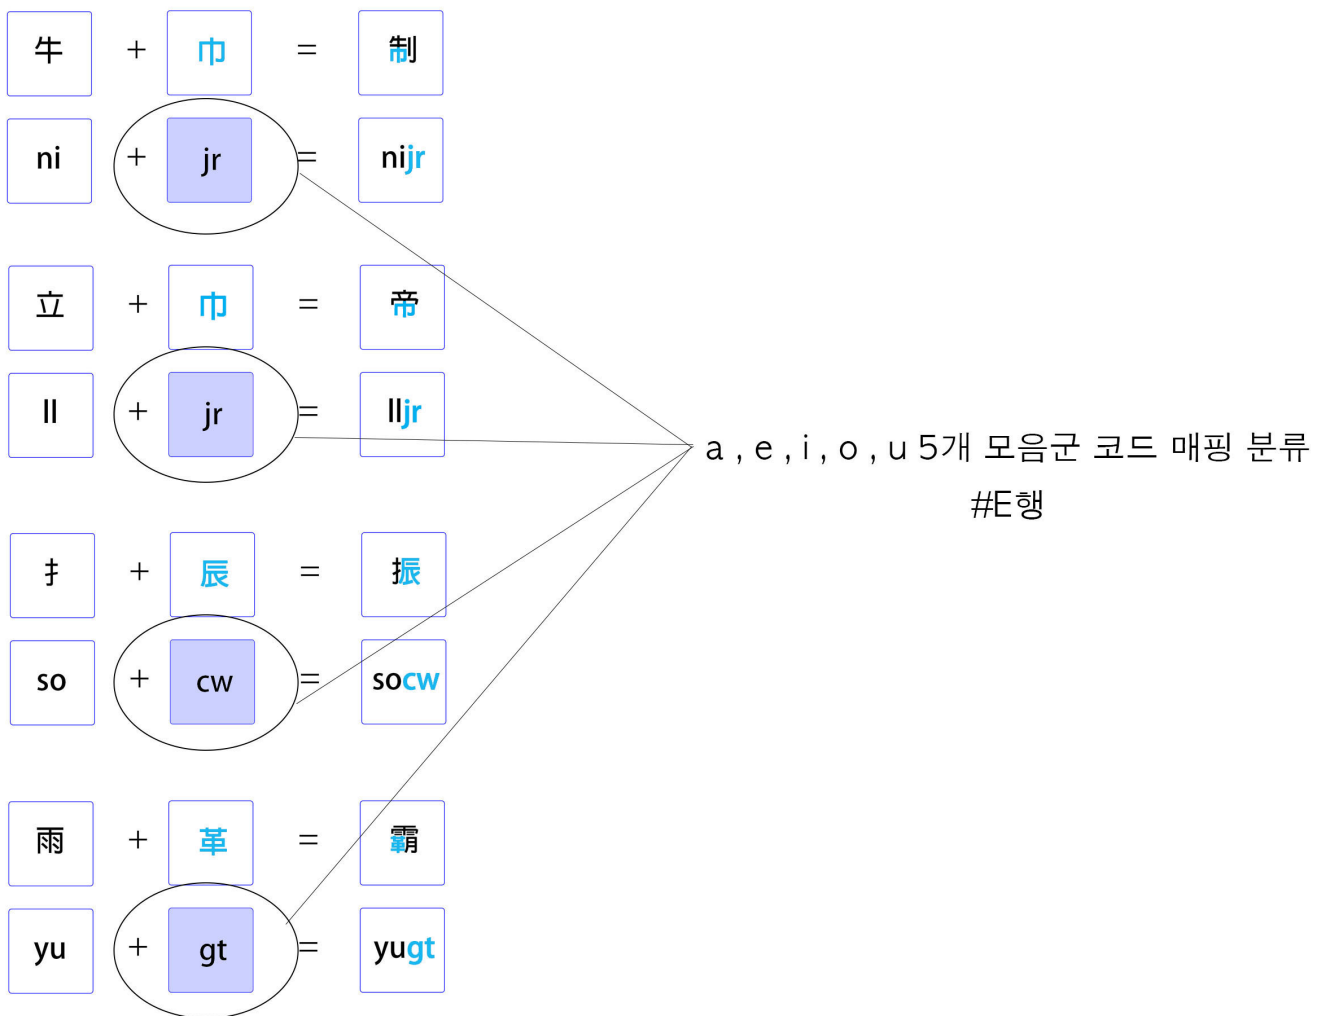 牛 + 巾 = 制
ni + jr = nijr
立 + 巾 = 帝
ll + jr = lljr
扌 + 辰 = 振
so + cw = socw
雨 + 革 = 霸
yu + gt = yugt
a , e , i , o , u 5개 모음군 코드 매핑 분류
#E행